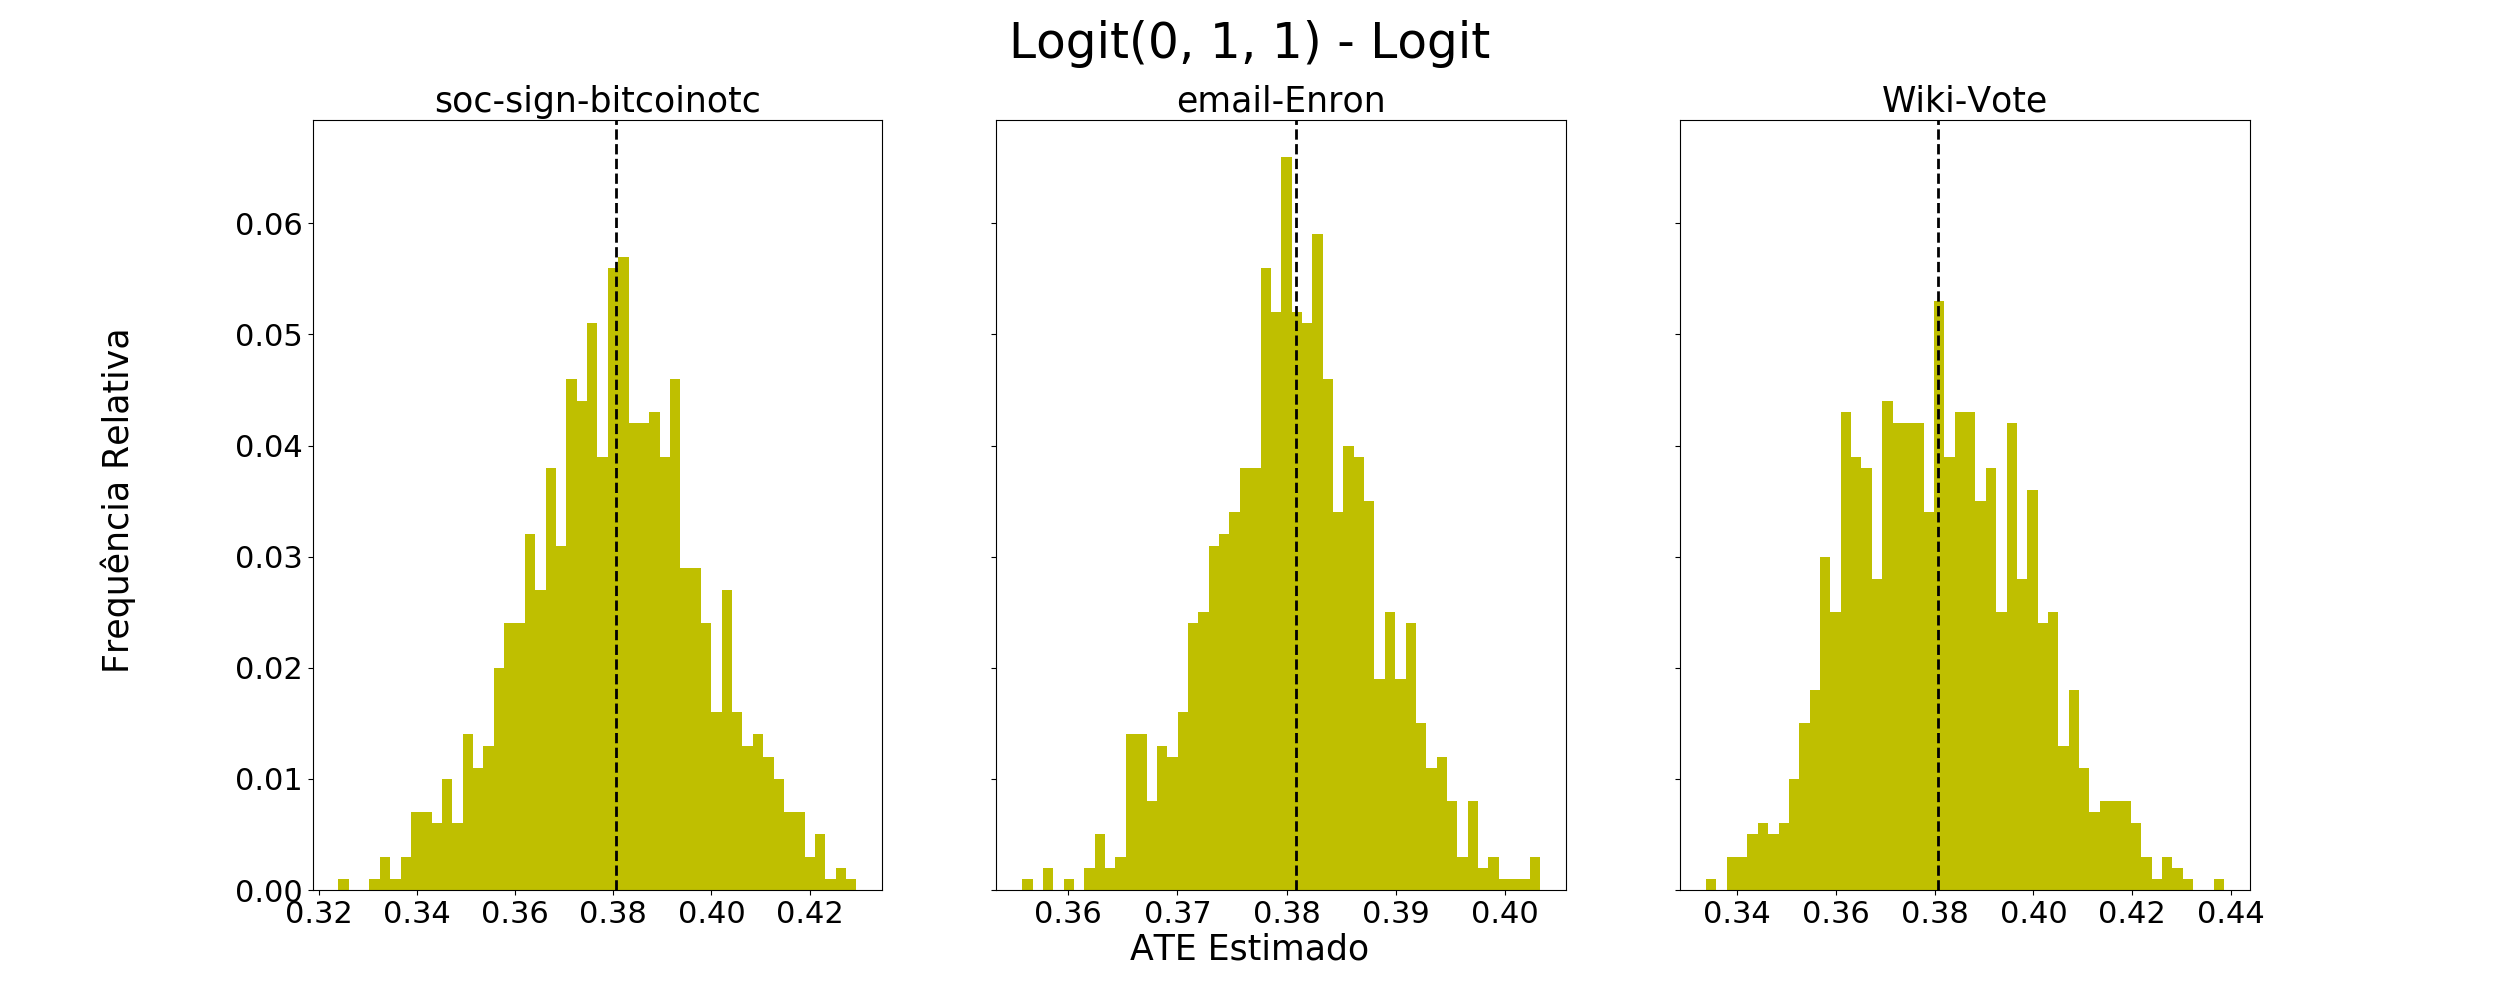 Logit(0, 1, 1) - Logit
soc-sign-bitcoinotc
email-Enron
Wiki-Vote
Frequência Relativa
0.06
0.05
0.04
0.03
0.02
0.01
0.00
0.32 0.34 0.36 0.38 0.40 0.42
0.36 0.37 0.38 0.39 0.40
0.34 0.36 0.38 0.40 0.42 0.44
ATE Estimado